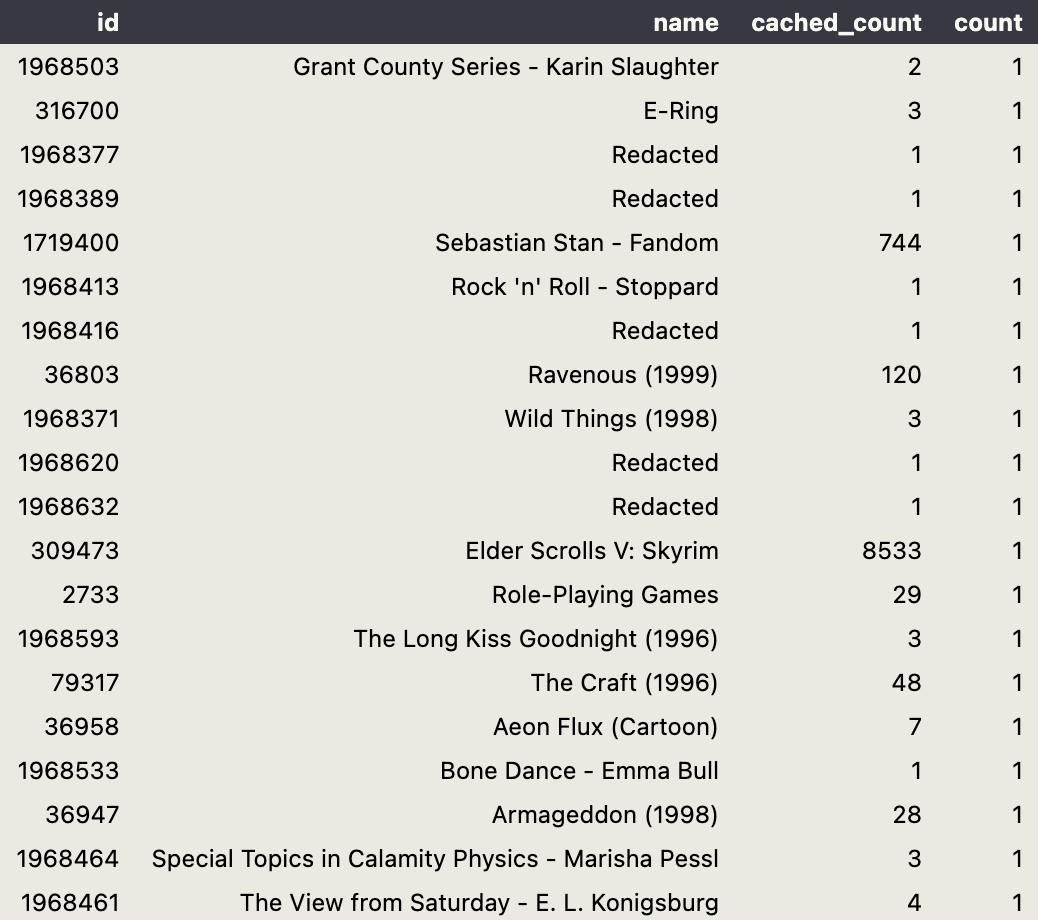 id name cached_count count
1968503 Grant County Series - Karin Slaughter 2 1
316700 E-Ring 3 1
1968377 Redacted 1 1
1968389 Redacted 1 1
1719400 Sebastian Stan - Fandom 744 1
1968413 Rock 'n' Roll - Stoppard 1 1
1968416 Redacted 1 1
36803 Ravenous (1999) 120 1
1968371 Wild Things (1998) 3 1
1968620 Redacted 1 1
1968632 Redacted 1 1
309473 Elder Scrolls V: Skyrim 8533 1
2733 Role-Playing Games 29 1
1968593 The Long Kiss Goodnight (1996) 3 1
79317 The Craft (1996) 48 1
36958 Aeon Flux (Cartoon) 7 1
1968533 Bone Dance - Emma Bull 1 1
36947 Armageddon (1998) 28 1
1968464 Special Topics in Calamity Physics - Marisha Pessl 3 1
1968461 The View from Saturday - E. L. Konigsburg 4 1